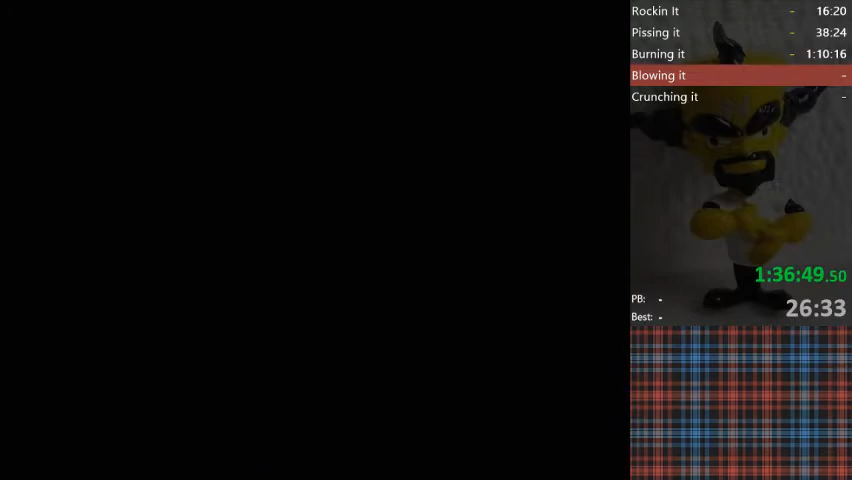 Rockin It - 16:20
Pissing it - 38:24
Burning it - 1:10:16
Blowing it -
Crunching it -
1:36:49.50
PB: -
26:33
Best: -